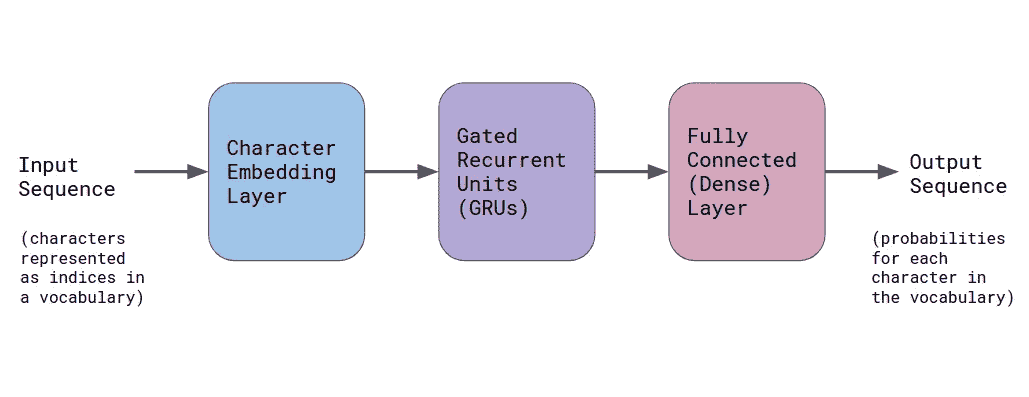 Input
Sequence
(characters
represented
as indices in
a vocabulary)
Character
Embedding
Layer
Gated
Recurrent
Units
(GRUs)
Fully
Connected
(Dense)
Layer
Output
Sequence
(probabilities
for each
character in
the vocabulary)